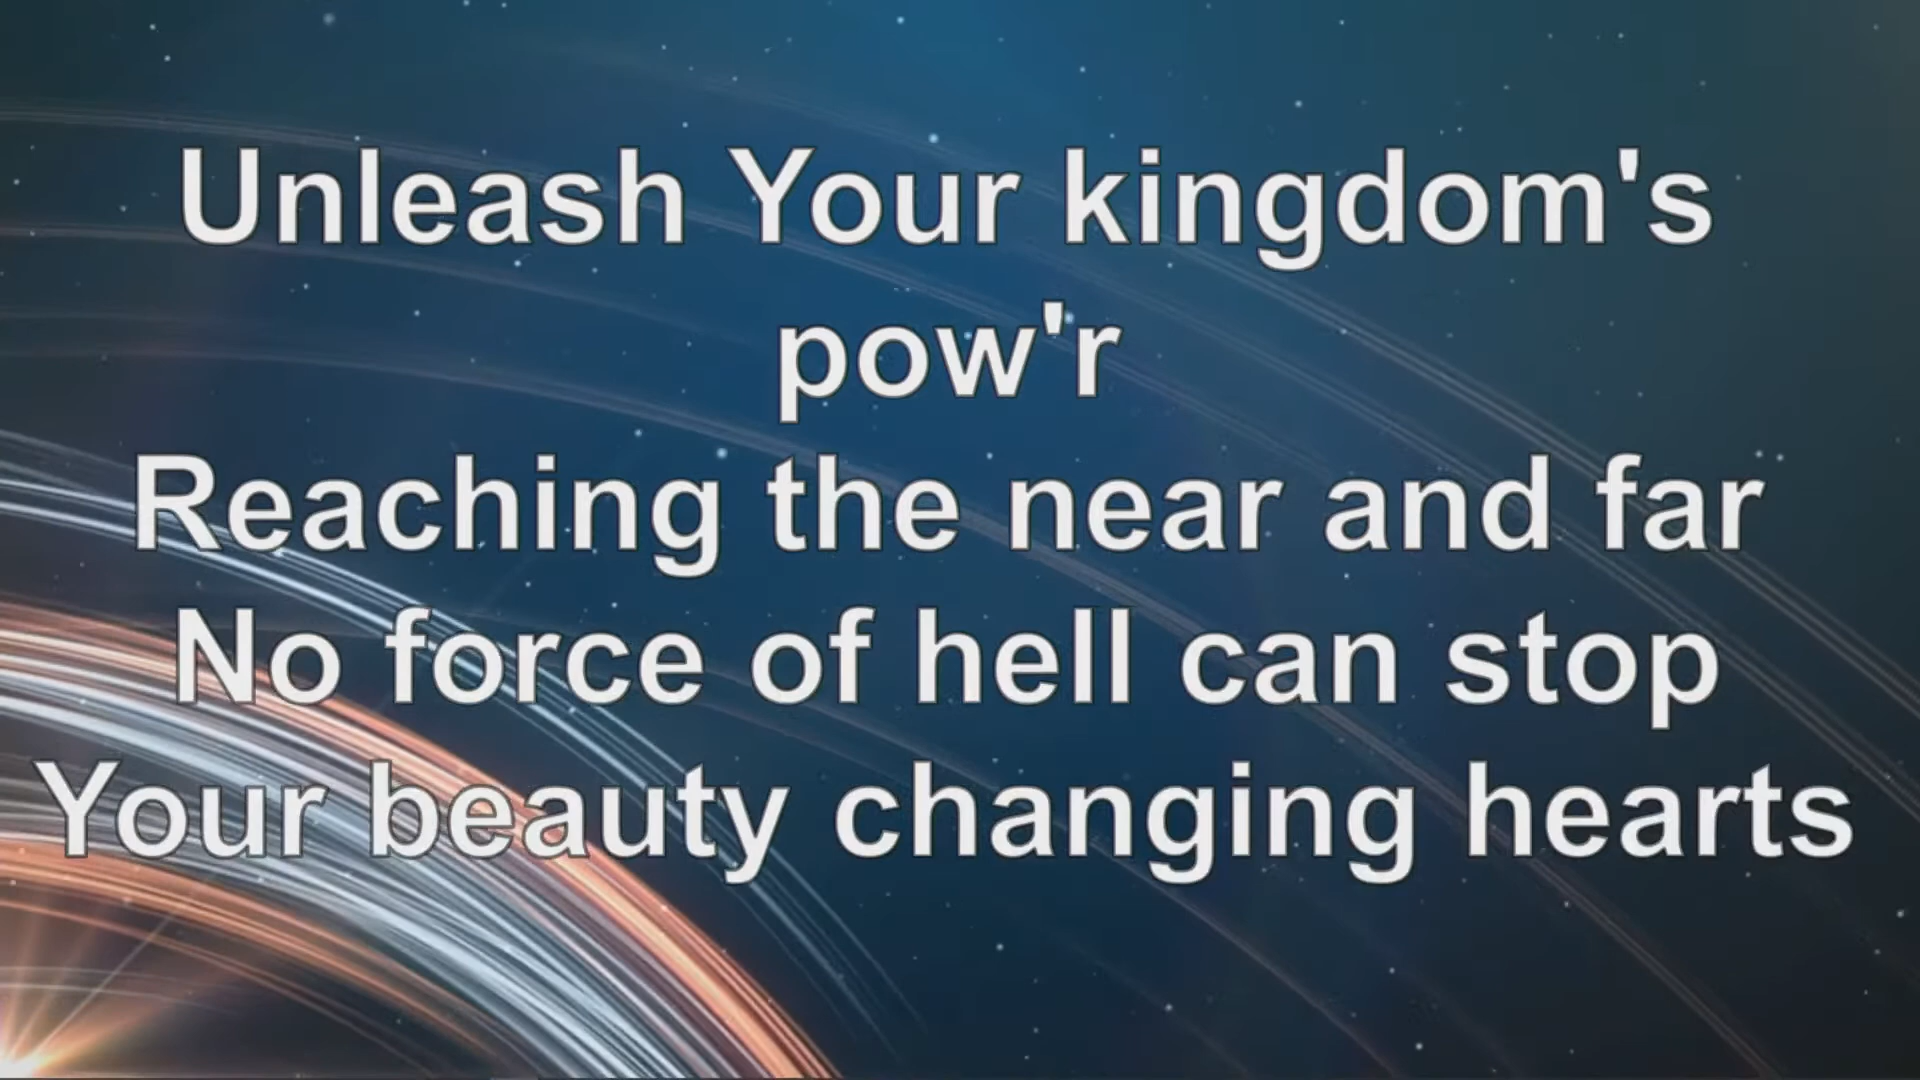 Unleash Your kingdom's
pow'r
Reaching the near and far
No force of hell can stop
Your beauty changing hearts